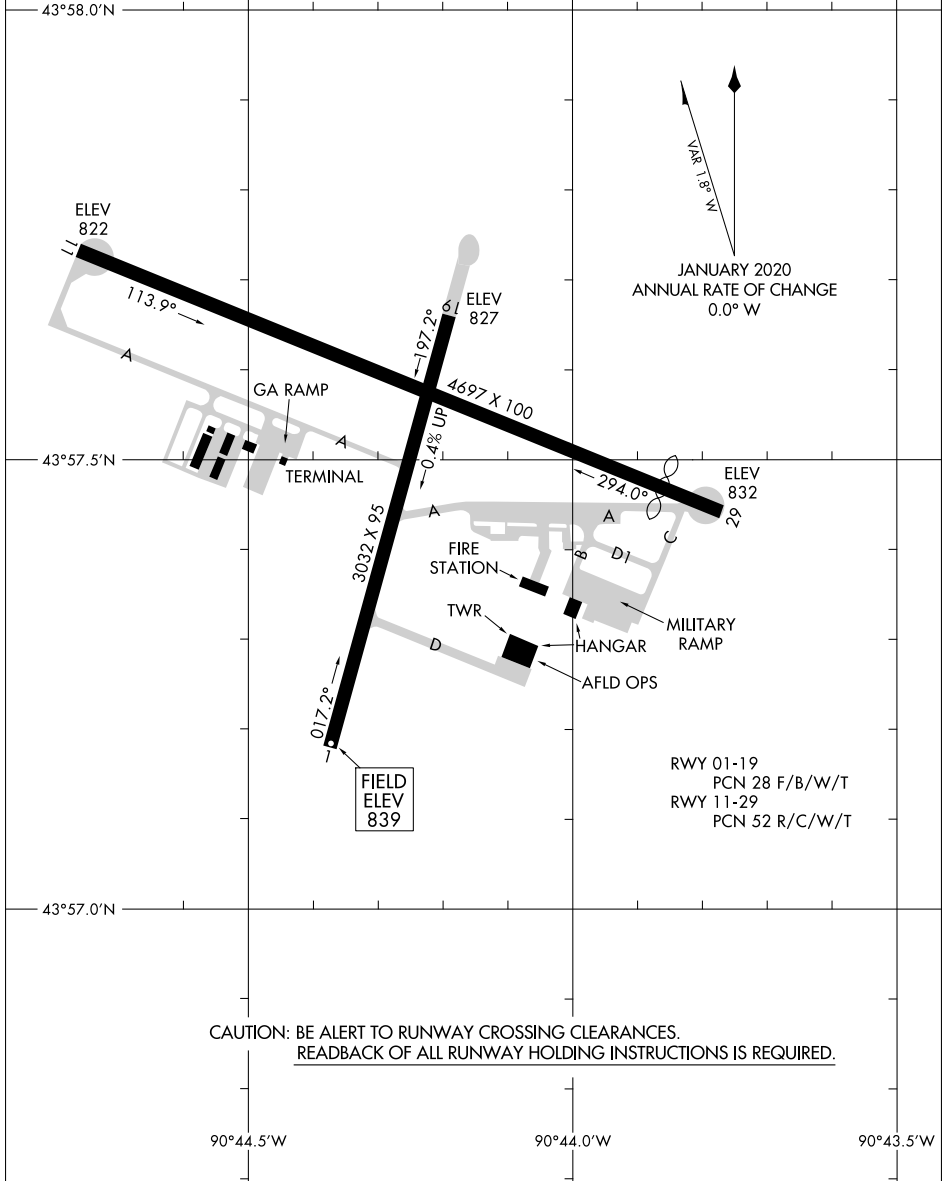 43°58.0'N
VAR 1.8° W
JANUARY 2020
ANNUAL RATE OF CHANGE
0.0° W
ELEV
822
11
113.9°
A
19
ELEV
827
197.2°
GA RAMP
4697 X 100
A
0.4% UP
43°57.5'N
TERMINAL
294.0°
ELEV
832
29
A
A
C
3032 X 95
FIRE
STATION
B
D1
TWR
MILITARY
RAMP
D
HANGAR
AFLD OPS
017.2°
1
FIELD
ELEV
839
RWY 01-19
PCN 28 F/B/W/T
RWY 11-29
PCN 52 R/C/W/T
43°57.0'N
CAUTION: BE ALERT TO RUNWAY CROSSING CLEARANCES.
READBACK OF ALL RUNWAY HOLDING INSTRUCTIONS IS REQUIRED.
90°44.5'W
90°44.0'W
90°43.5'W